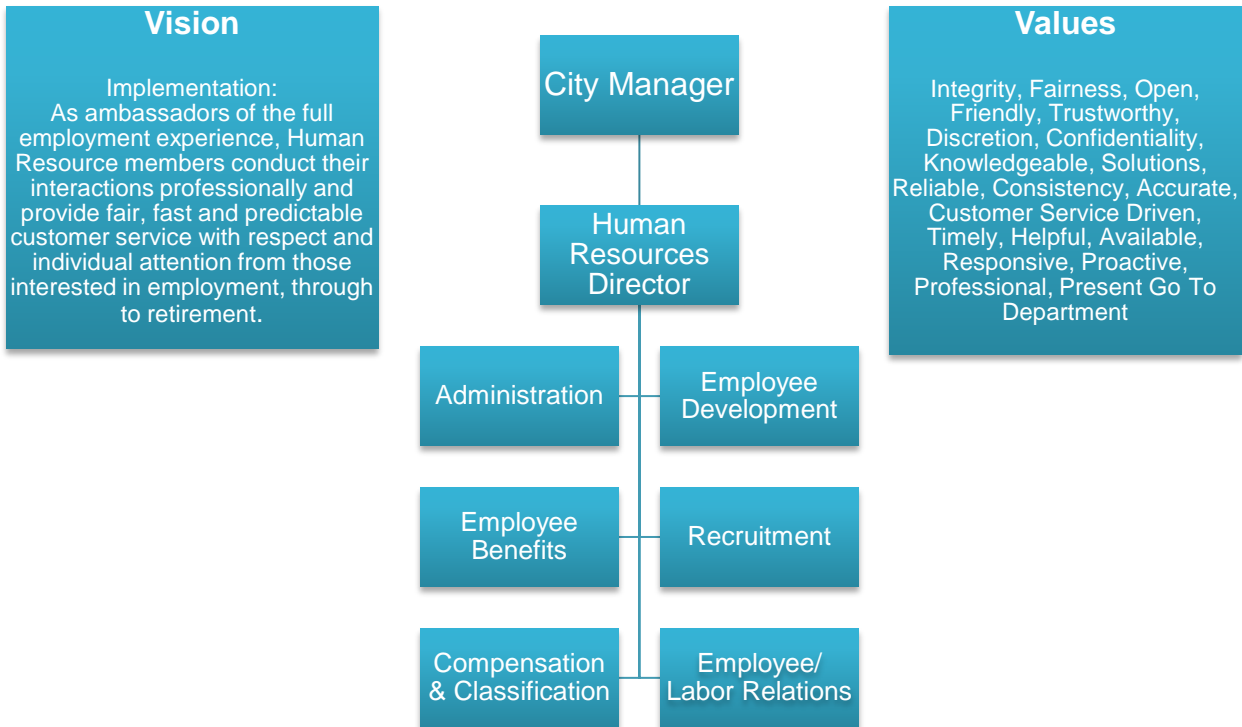 Vision
Implementation:
As ambassadors of the full
employment experience, Human
Resource members conduct their
interactions professionally and
provide fair, fast and predictable
customer service with respect and
individual attention from those
interested in employment, through
to retirement.
City Manager
Human
Resources
Director
Administration
Employee
Development
Employee
Benefits
Recruitment
Compensation
& Classification
Employee/
Labor Relations
Values
Integrity, Fairness, Open,
Friendly, Trustworthy,
Discretion, Confidentiality,
Knowledgeable, Solutions,
Reliable, Consistency, Accurate,
Customer Service Driven,
Timely, Helpful, Available,
Responsive, Proactive,
Professional, Present Go To
Department